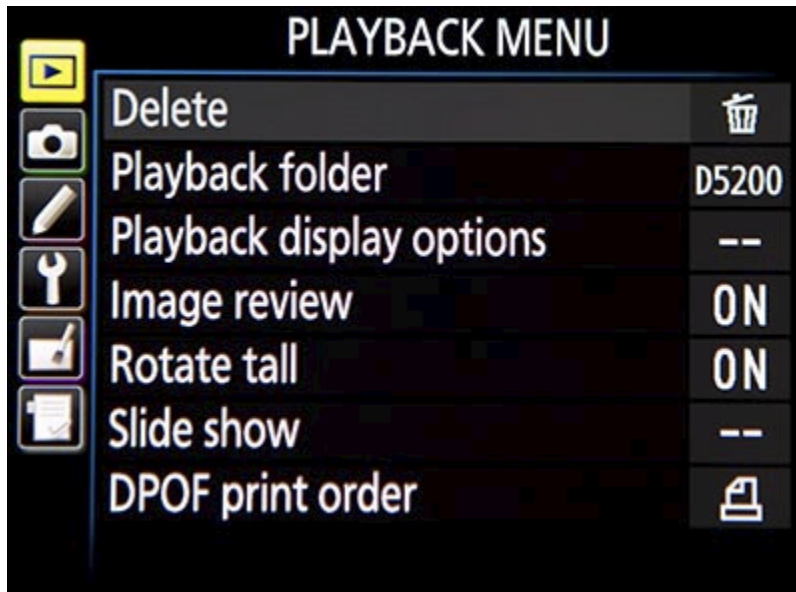 PLAYBACK MENU
Delete
Playback folder D5200
Playback display options --
Image review ON
Rotate tall ON
Slide show --
DPOF print order